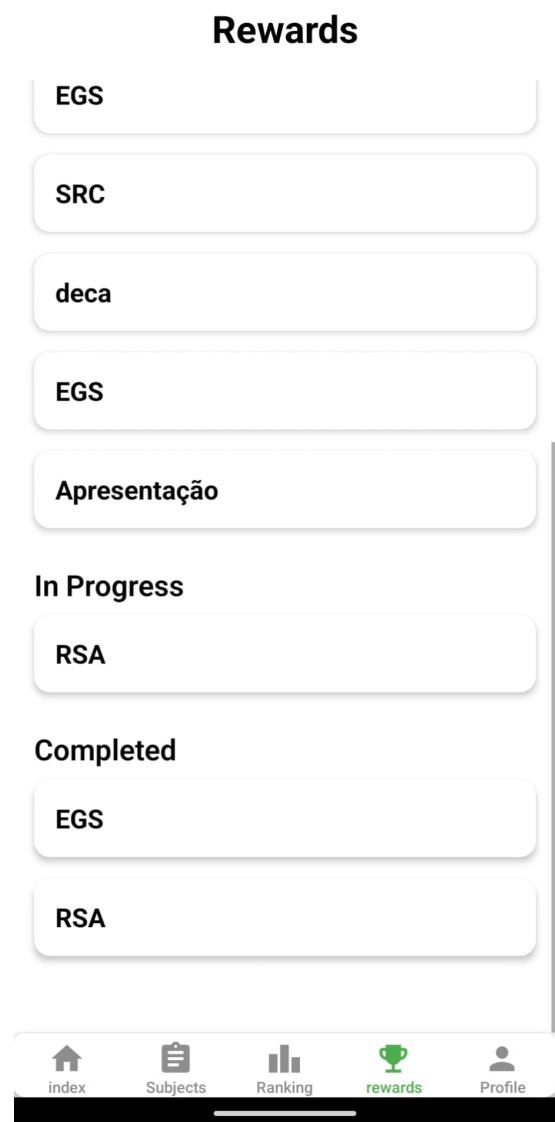 Rewards
EGS
SRC
deca
EGS
Apresentação
In Progress
RSA
Completed
EGS
RSA
index
Subjects
Ranking
rewards
Profile